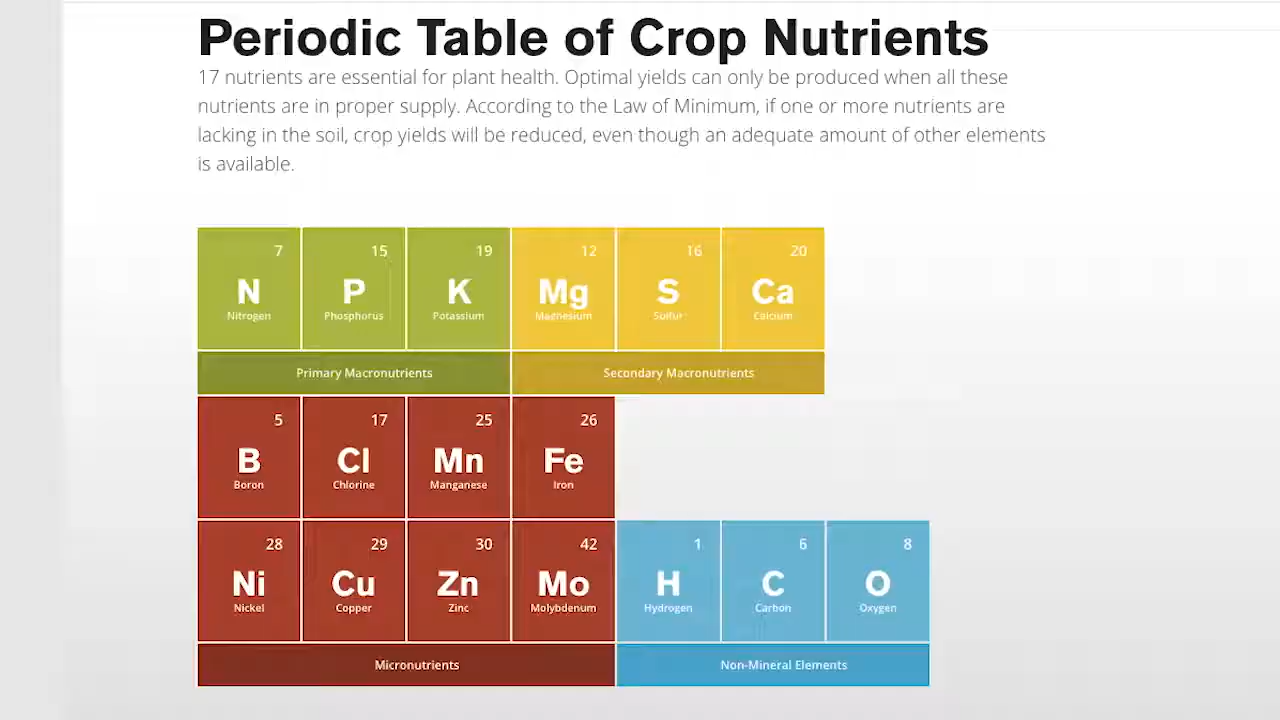 Periodic Table of Crop Nutrients
17 nutrients are essential for plant health. Optimal yields can only be produced when all these
nutrients are in proper supply. According to the Law of Minimum, if one or more nutrients are
lacking in the soil, crop yields will be reduced, even though an adequate amount of other elements
is available.
7 15 19 12 16 20
N P K Mg S Ca
Nitrogen Phosphorus Potassium Magnesium Sulfur Calcium
Primary Macronutrients Secondary Macronutrients
5 17 25 26
B Cl Mn Fe
Boron Chlorine Manganese Iron
28 29 30 42 1 6 8
Ni Cu Zn Mo H C O
Nickel Copper Zinc Molybdenum Hydrogen Carbon Oxygen
Micronutrients Non-Mineral Elements